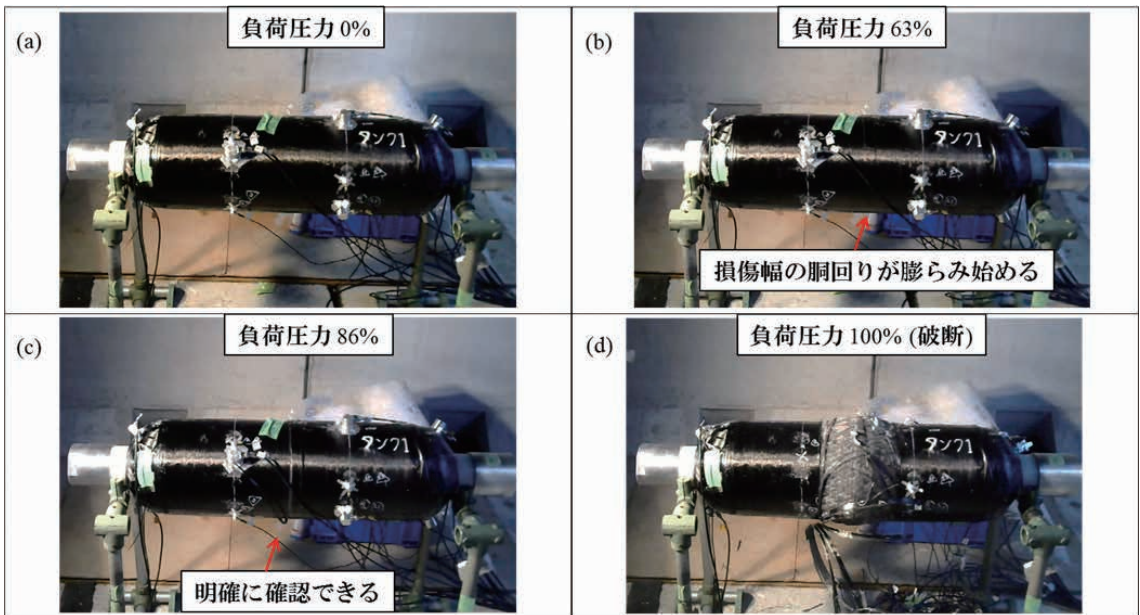 (a)
負荷圧力 0%
タンク1
(b)
負荷圧力 63%
タンク1
損傷幅の胴回りが膨らみ始める
(c)
負荷圧力 86%
タンク1
明確に確認できる
(d)
負荷圧力 100% (破断)
タンク1